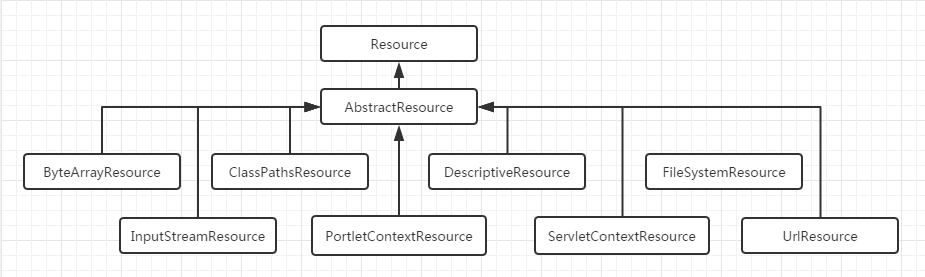 Resource
AbstractResource
ByteArrayResource
ClassPathsResource
DescriptiveResource
FileSystemResource
InputStreamResource
PortletContextResource
ServletContextResource
UrlResource